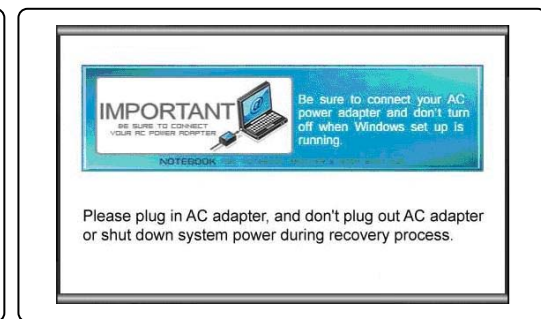 IMPORTANT
BE SURE TO CONNECT
YOUR AC POWER ADAPTER
Be sure to connect your AC
power adapter and don't turn
off when Windows set up is
running.
NOTEBOOK
Please plug in AC adapter, and don't plug out AC adapter
or shut down system power during recovery process.